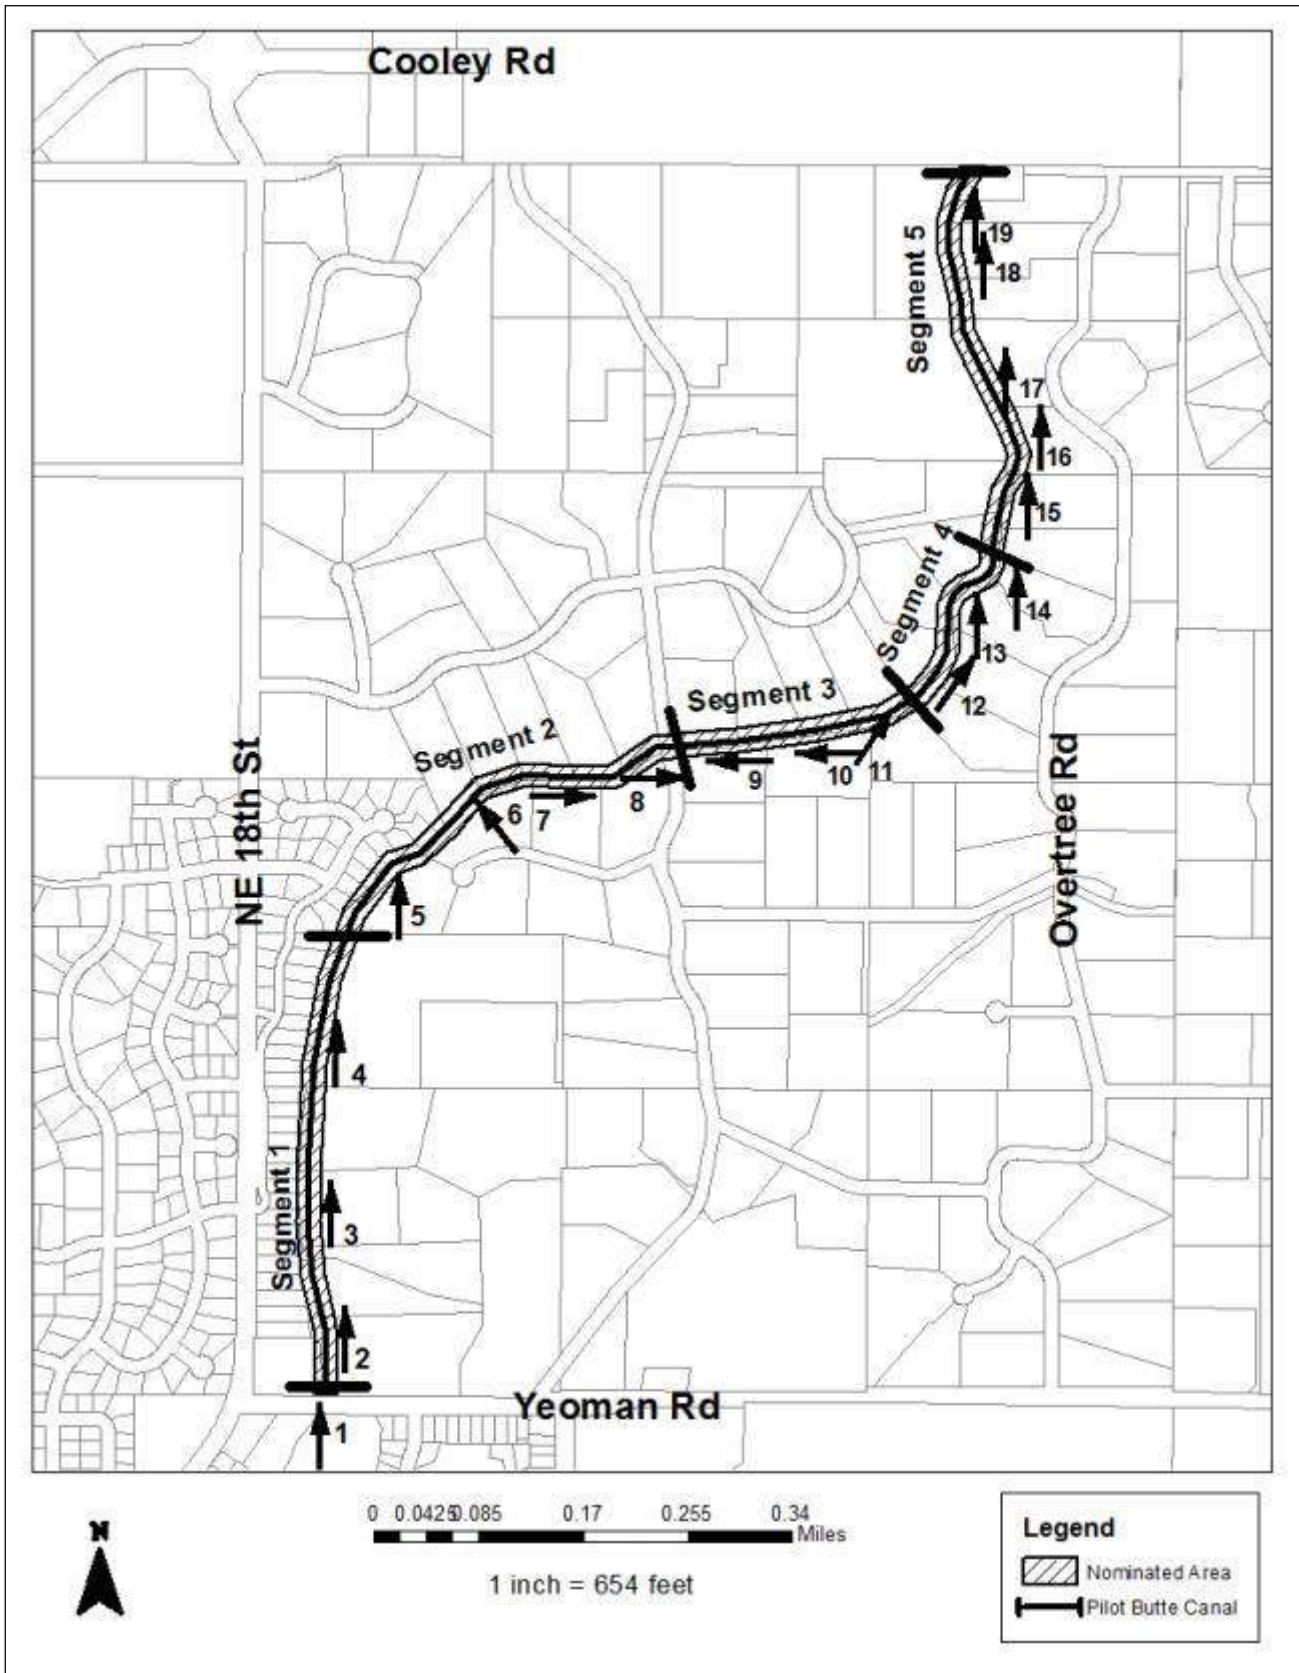 Cooley Rd
Segment 5
19
18
17
16
15
Segment 4
14
13
12
Segment 3
Segment 2
11
10
9
8
7
6
5
NE 18th St
Overtree Rd
4
Segment 1
3
2
Yeoman Rd
1
N
0 0.0425 0.085 0.17 0.255 0.34
Miles
1 inch = 654 feet
Legend
Nominated Area
Pilot Butte Canal